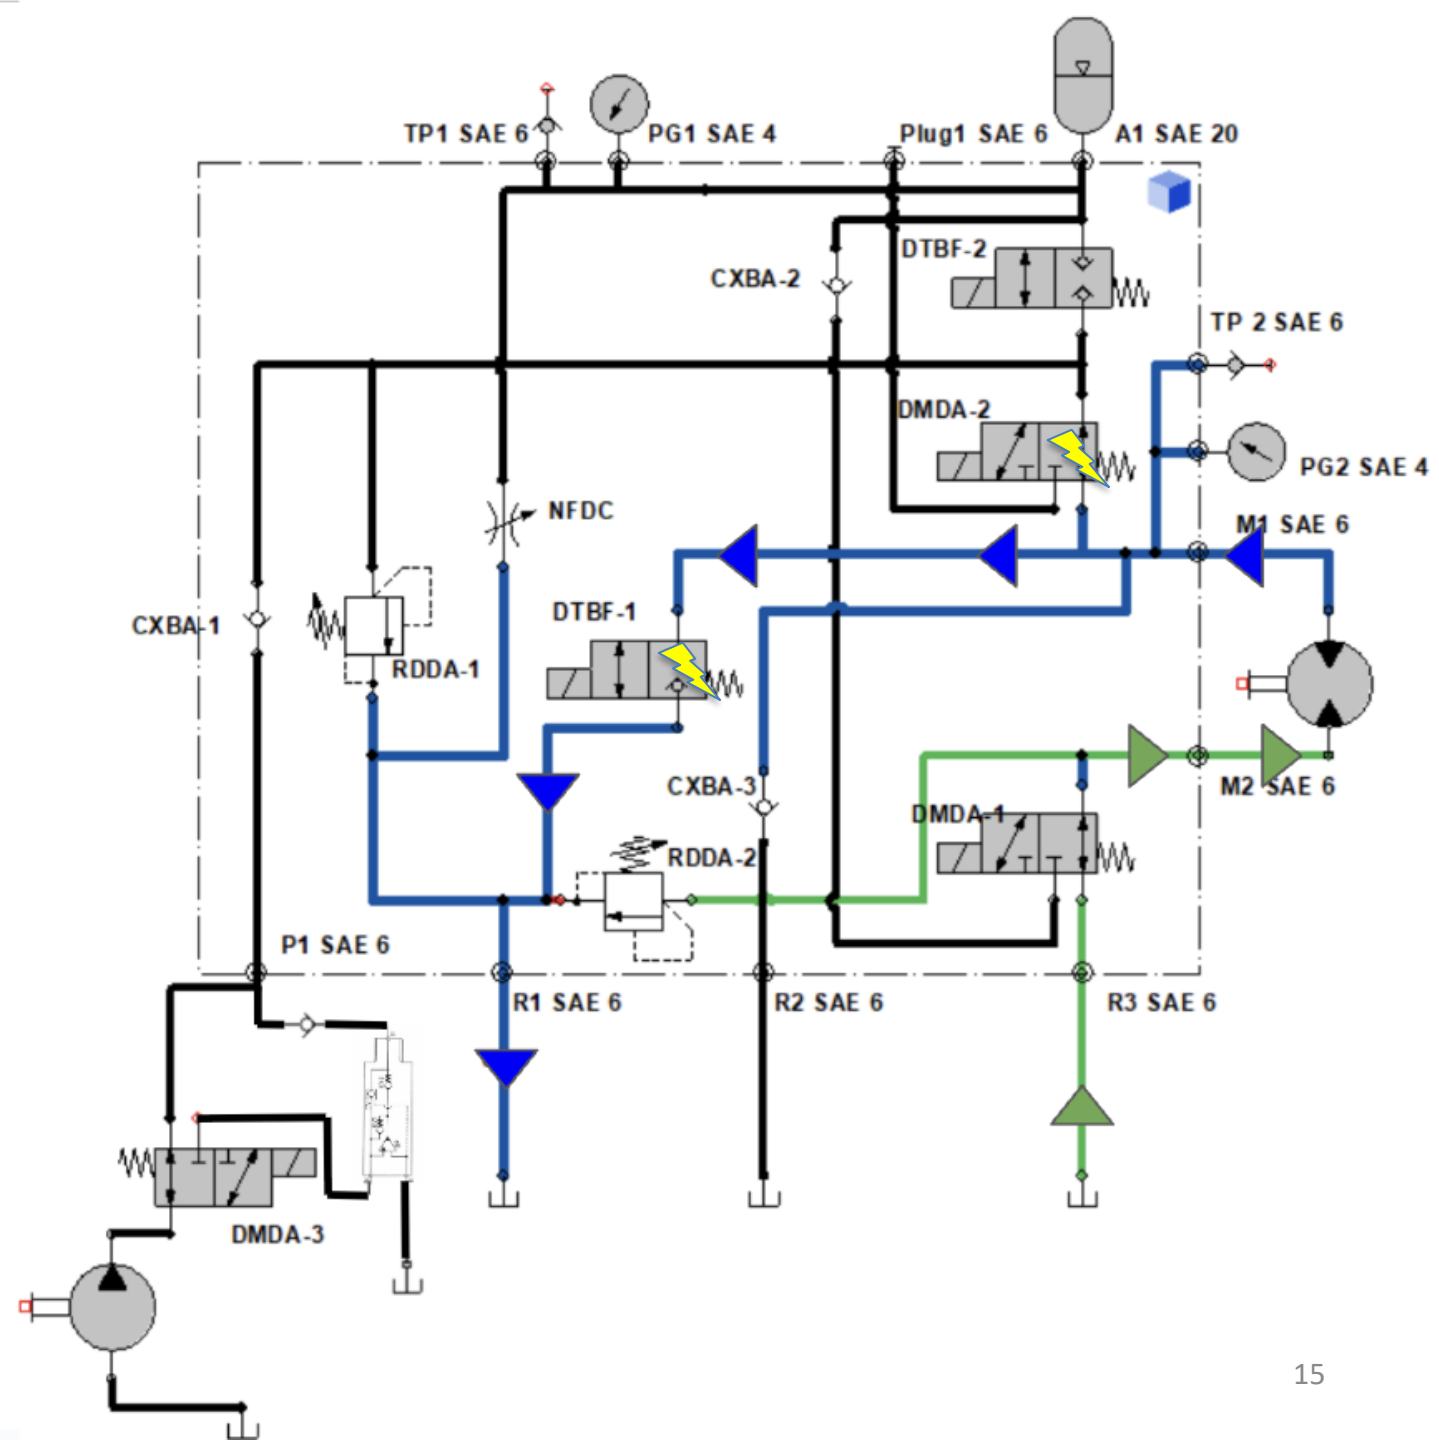 TP1 SAE 6
PG1 SAE 4
Plug1 SAE 6
A1 SAE 20
DTBF-2
CXBA-2
TP 2 SAE 6
DMDA-2
PG2 SAE 4
NFDC
M1 SAE 6
DTBF-1
CXBA-1
RDDA-1
CXBA-3
M2 SAE 6
DMDA-1
RDDA-2
P1 SAE 6
R1 SAE 6
R2 SAE 6
R3 SAE 6
DMDA-3
15